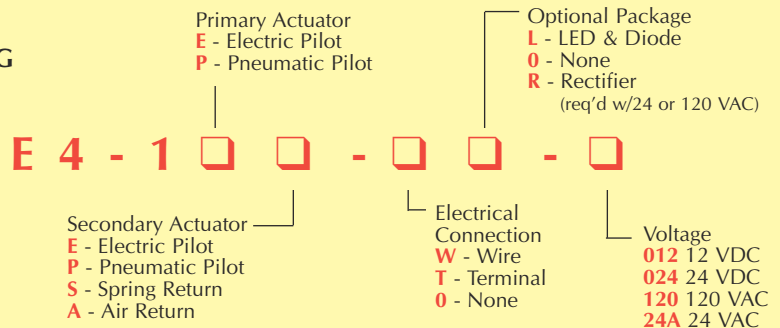 Primary Actuator
E - Electric Pilot
P - Pneumatic Pilot
Optional Package
L - LED & Diode
0 - None
R - Rectifier
(req'd w/24 or 120 VAC)
G
E 4 - 1 ❏ ❏ - ❏ ❏ - ❏
Secondary Actuator
E - Electric Pilot
P - Pneumatic Pilot
S - Spring Return
A - Air Return
Electrical
Connection
W - Wire
T - Terminal
0 - None
Voltage
012 12 VDC
024 24 VDC
120 120 VAC
24A 24 VAC